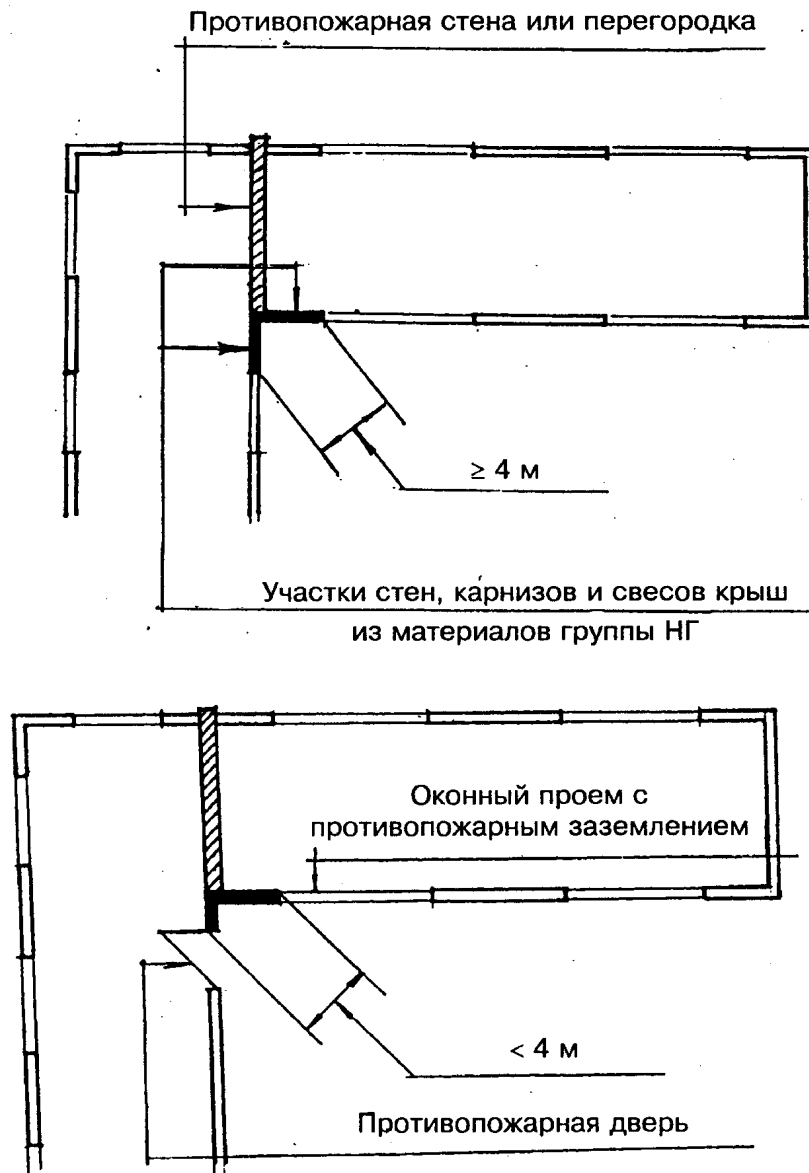 Противопожарная стена или перегородка
≥ 4 м
Участки стен, карнизов и свесов крыш
из материалов группы НГ
Оконный проем с
противопожарным заземлением
< 4 м
Противопожарная дверь